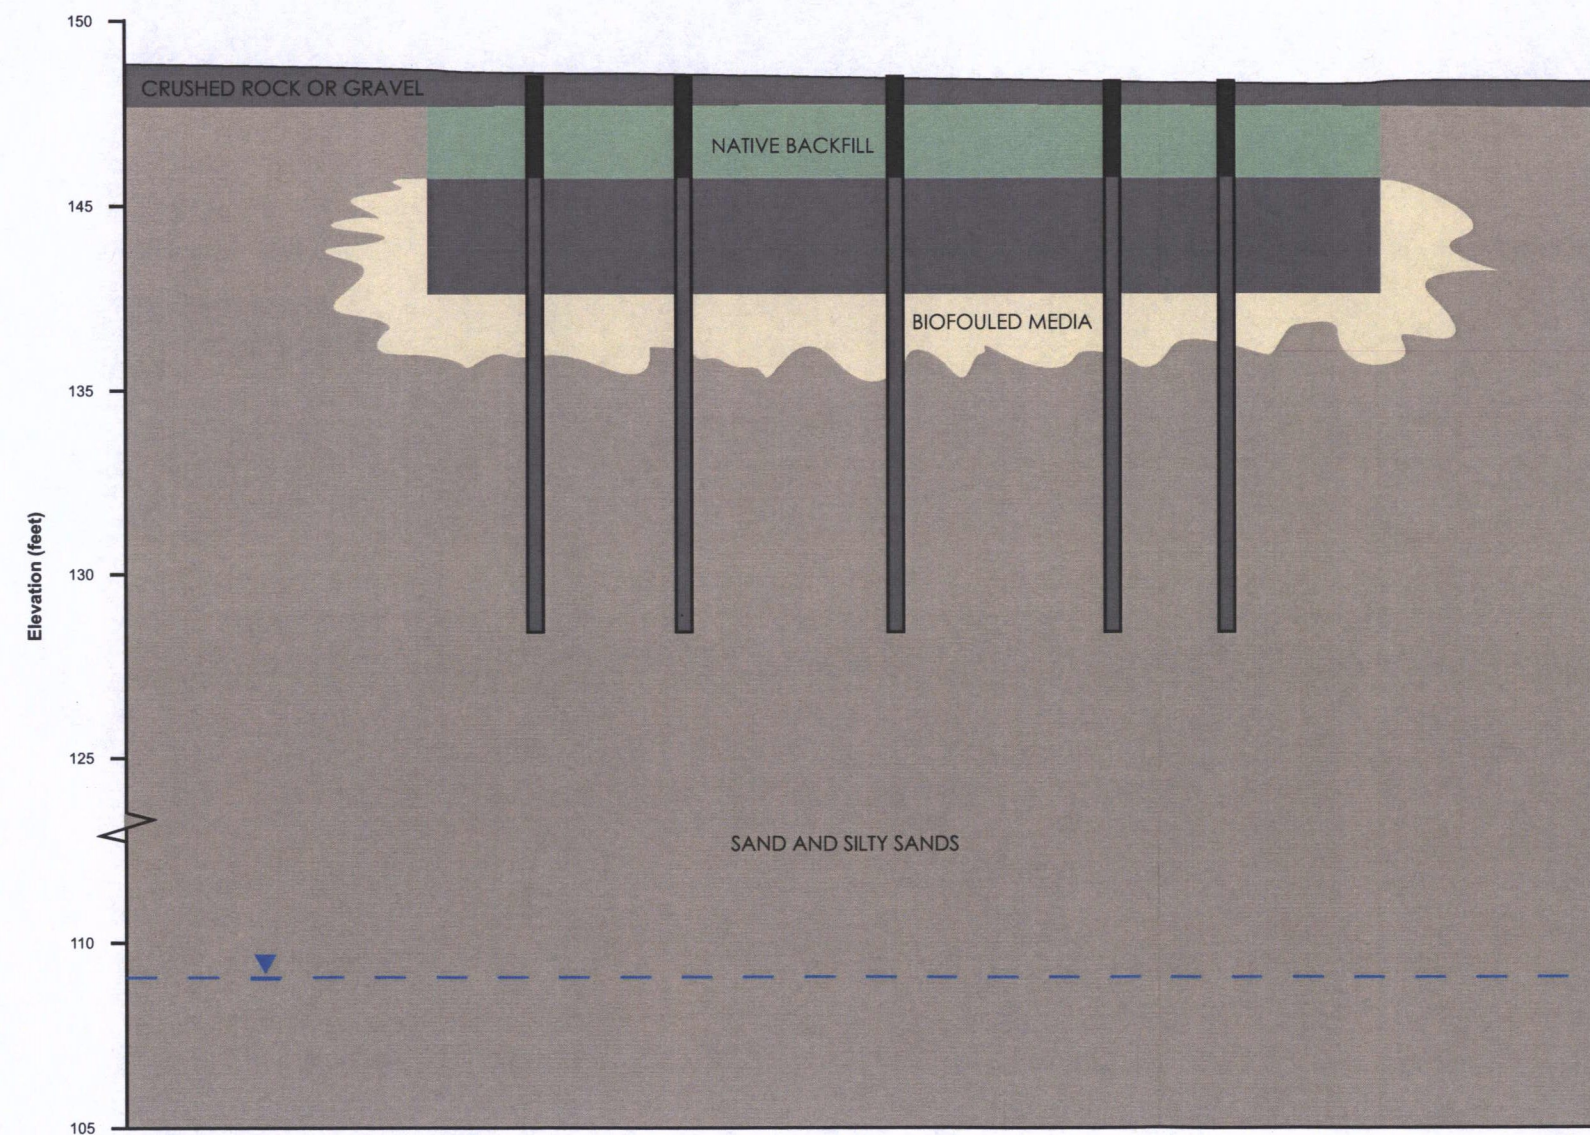 150
CRUSHED ROCK OR GRAVEL
NATIVE BACKFILL
145
BIOFOULED MEDIA
135
Elevation (feet)
130
125
SAND AND SILTY SANDS
110
105